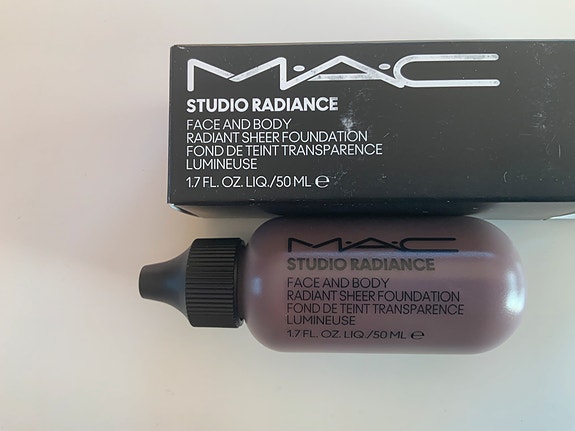 M·A·C
STUDIO RADIANCE
FACE AND BODY
RADIANT SHEER FOUNDATION
FOND DE TEINT TRANSPARENCE
LUMINEUSE
1.7 FL. OZ. LIQ./50 ML ℮
M·A·C
STUDIO RADIANCE
FACE AND BODY
RADIANT SHEER FOUNDATION
FOND DE TEINT TRANSPARENCE
LUMINEUSE
1.7 FL. OZ. LIQ./50 ML ℮